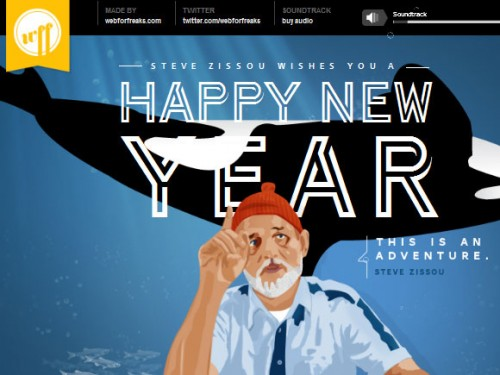 wff
MADE BY
webforfreaks.com
TWITTER
twitter.com/webforfreaks
SOUNDTRACK
buy audio
Soundtrack
STEVE ZISSOU WISHES YOU A
HAPPY NEW
YEAR
THIS IS AN
ADVENTURE.
STEVE ZISSOU